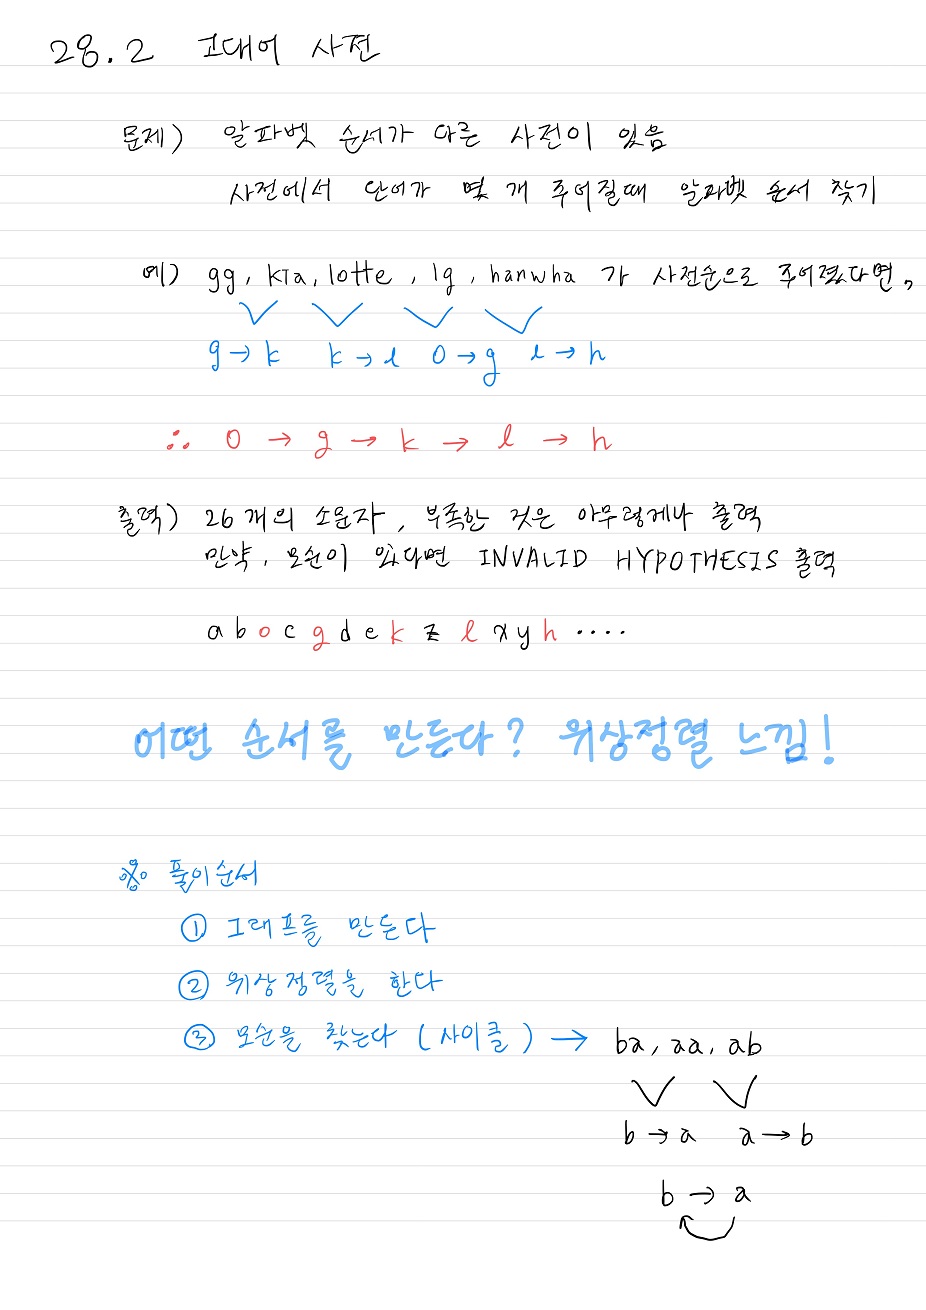 28.2 고대어 사전
문제) 알파벳 순서가 다른 사전이 있음
사전에서 단어가 몇 개 주어질때 알파벳 순서 찾기
예) gg, kia, lotte, lg, hanwha 가 사전순으로 주어졌다면,
g → k k → l o → g l → h
∴ o → g → k → l → h
출력) 26개의 소문자, 부족한 것은 아무렇게나 출력
만약, 모순이 있다면 INVALID HYPOTHESIS 출력
a b o c g d e k z l x y h ····
어떤 순서를 만든다? 위상정렬 느낌!
※ 풀이순서
① 그래프를 만든다
② 위상정렬을 한다
③ 모순을 찾는다 (사이클) → ba, aa, ab
b → a a → b
b → a